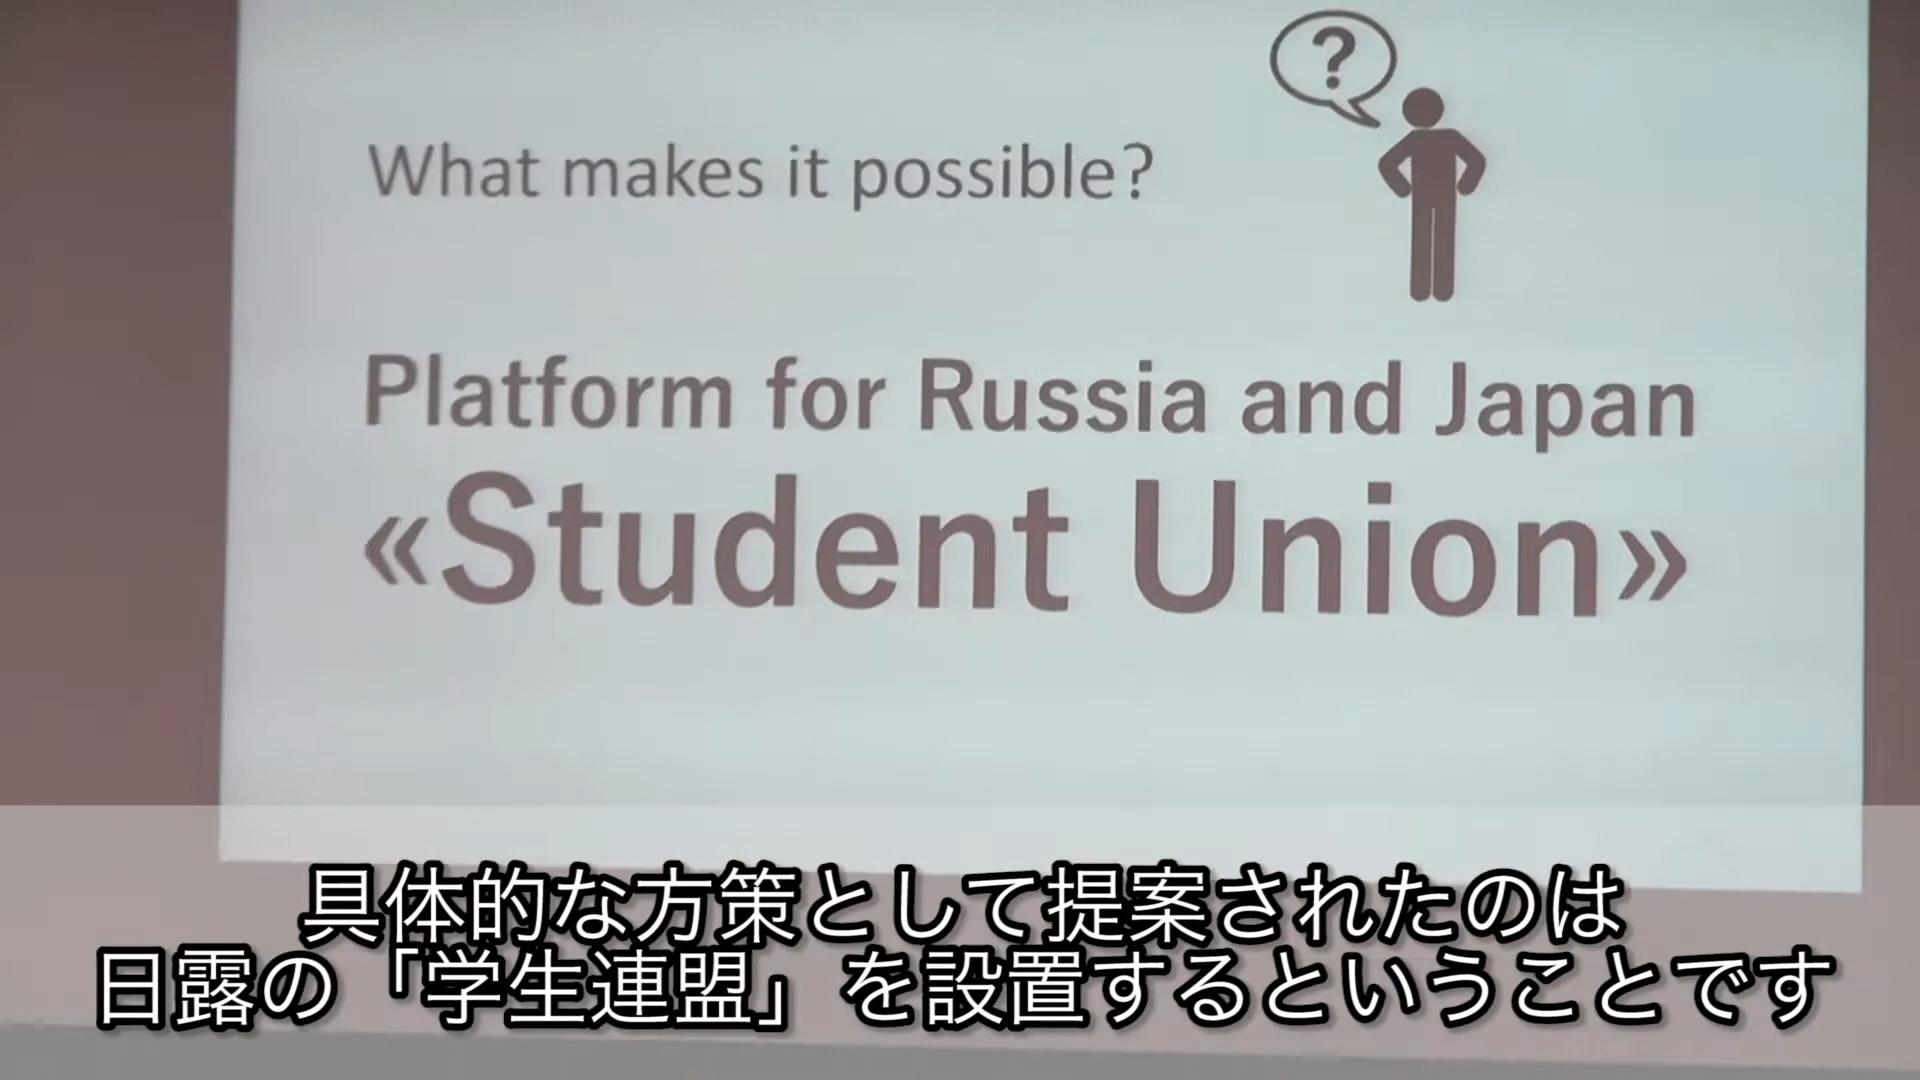 ?
What makes it possible?
Platform for Russia and Japan
«Student Union»
具体的な方策として提案されたのは
日露の「学生連盟」を設置するということです